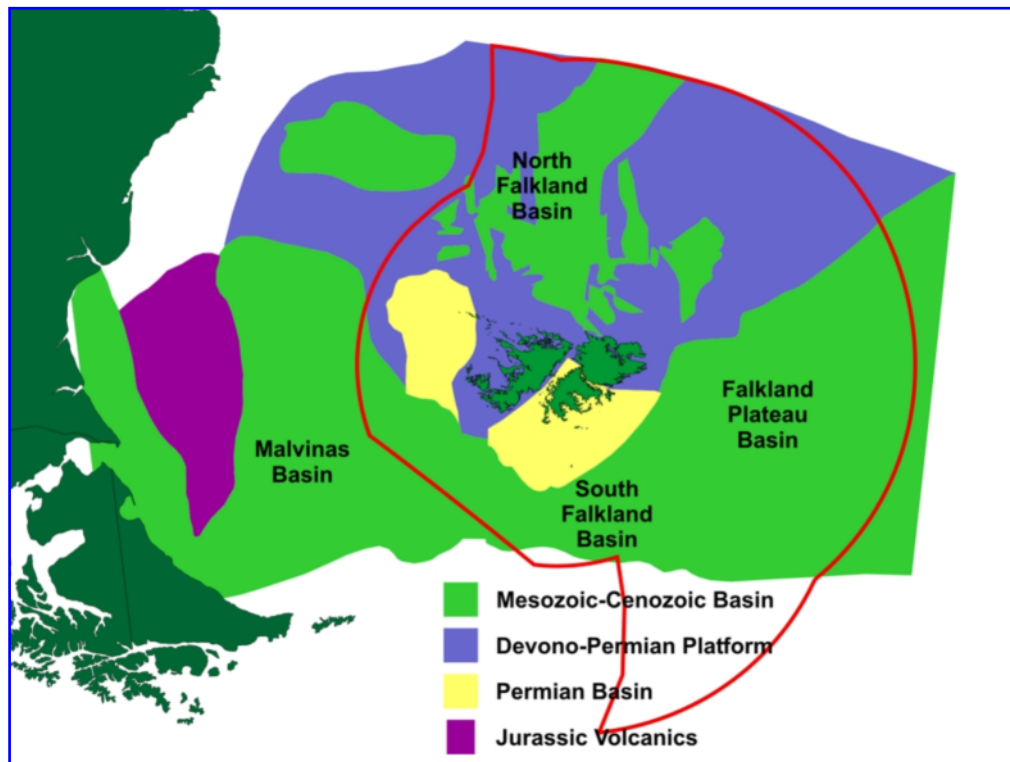 North
Falkland
Basin
Falkland
Plateau
Basin
Malvinas
Basin
South
Falkland
Basin
Mesozoic-Cenozoic Basin
Devono-Permian Platform
Permian Basin
Jurassic Volcanics